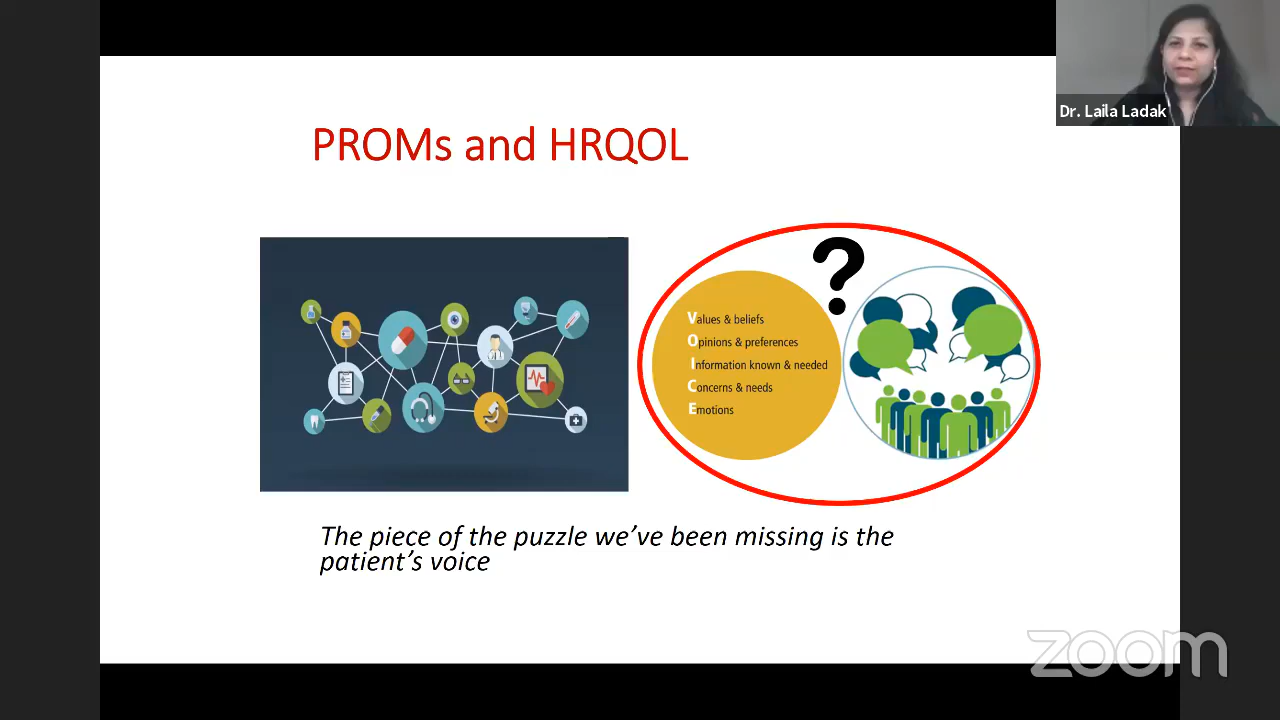 Dr. Laila Ladak
PROMs and HRQOL
?
Values & beliefs
Opinions & preferences
Information known & needed
Concerns & needs
Emotions
The piece of the puzzle we've been missing is the
patient's voice
zoom